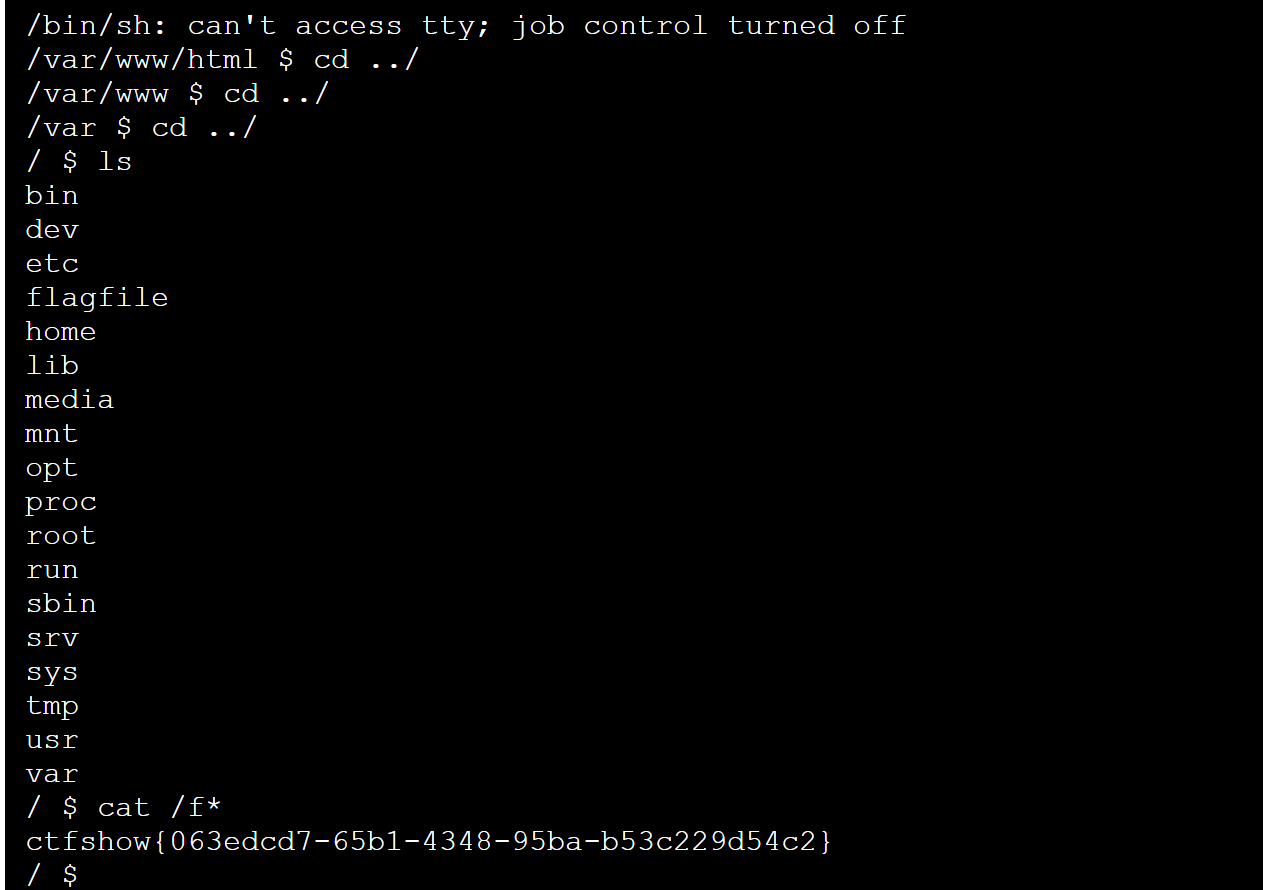 /bin/sh: can't access tty; job control turned off
/var/www/html $ cd ../
/var/www $ cd ../
/var $ cd ../
/ $ ls
bin
dev
etc
flagfile
home
lib
media
mnt
opt
proc
root
run
sbin
srv
sys
tmp
usr
var
/ $ cat /f*
ctfshow{063edcd7-65b1-4348-95ba-b53c229d54c2}
/ $